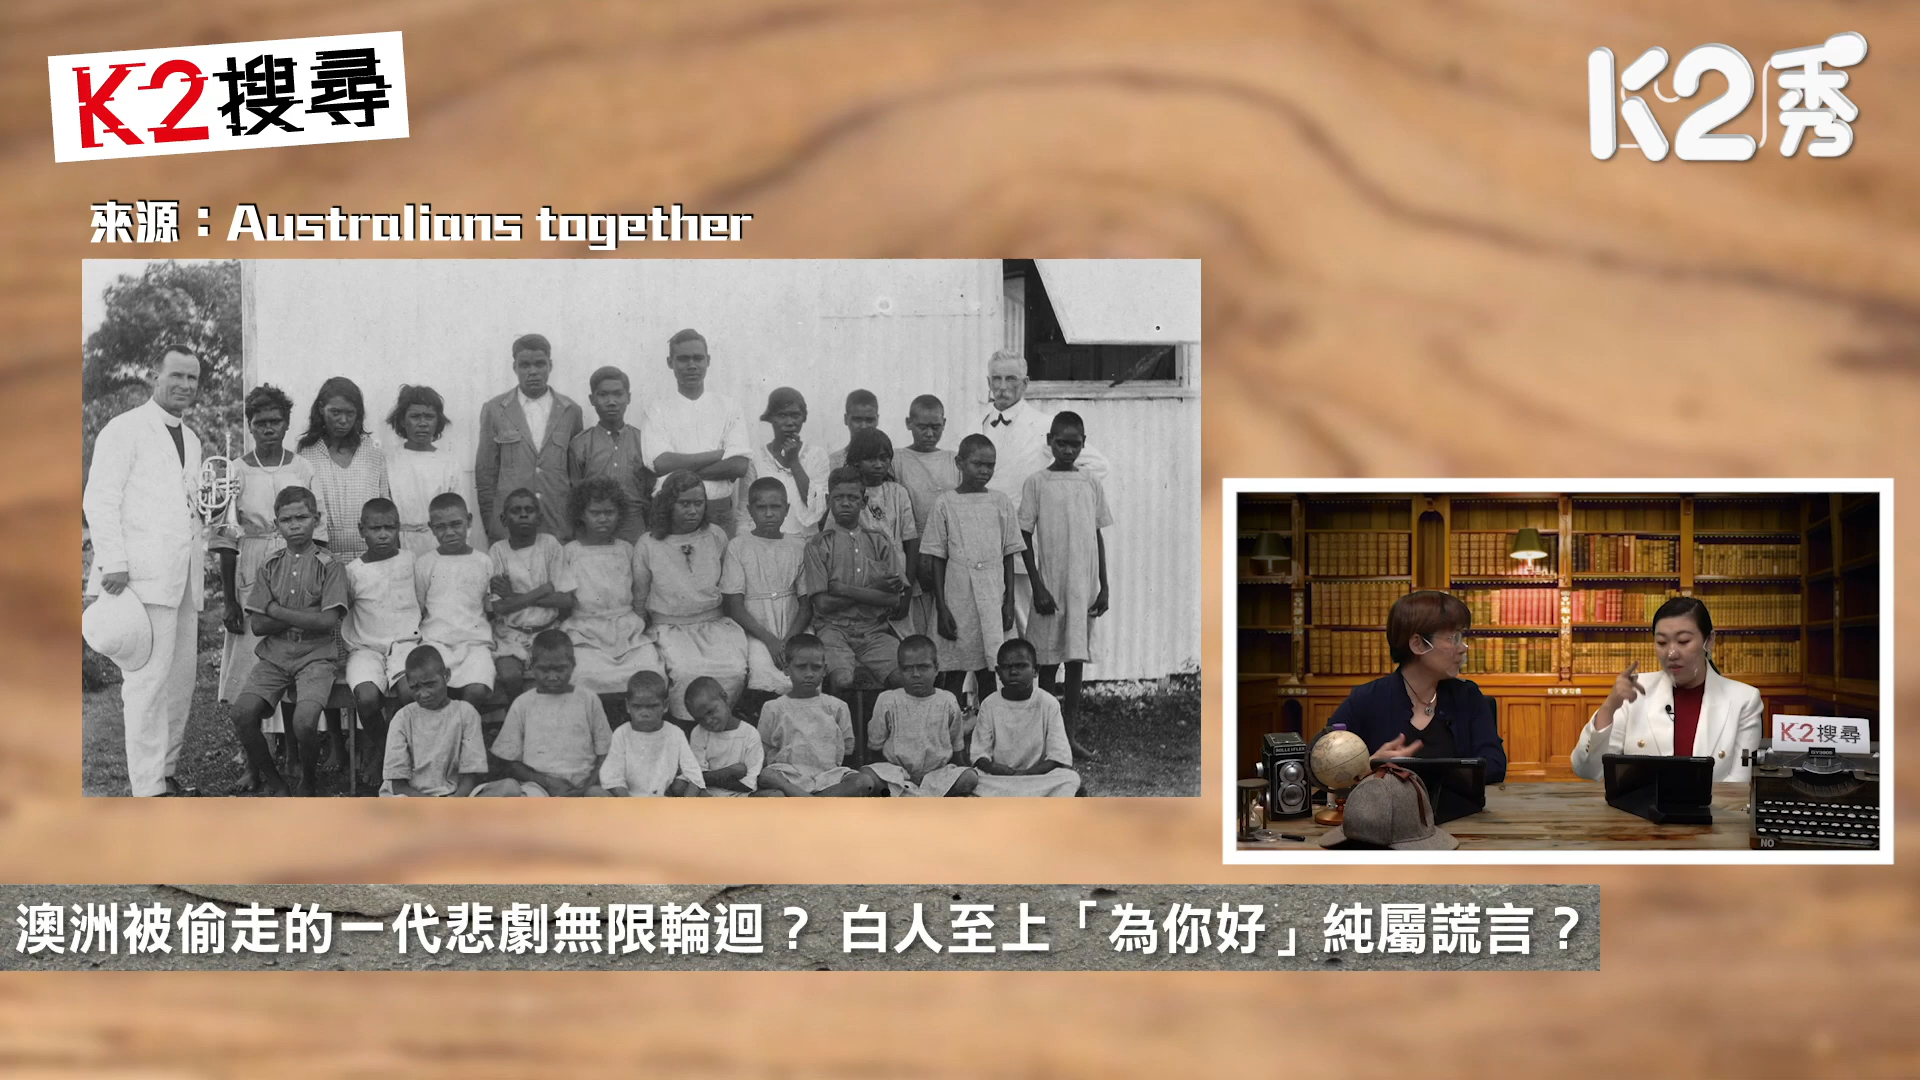 K2搜尋
K2秀
來源：Australians together
K2搜尋
ROLLEIFLEX
NO
澳洲被偷走的一代悲劇無限輪迴？ 白人至上「為你好」純屬謊言？